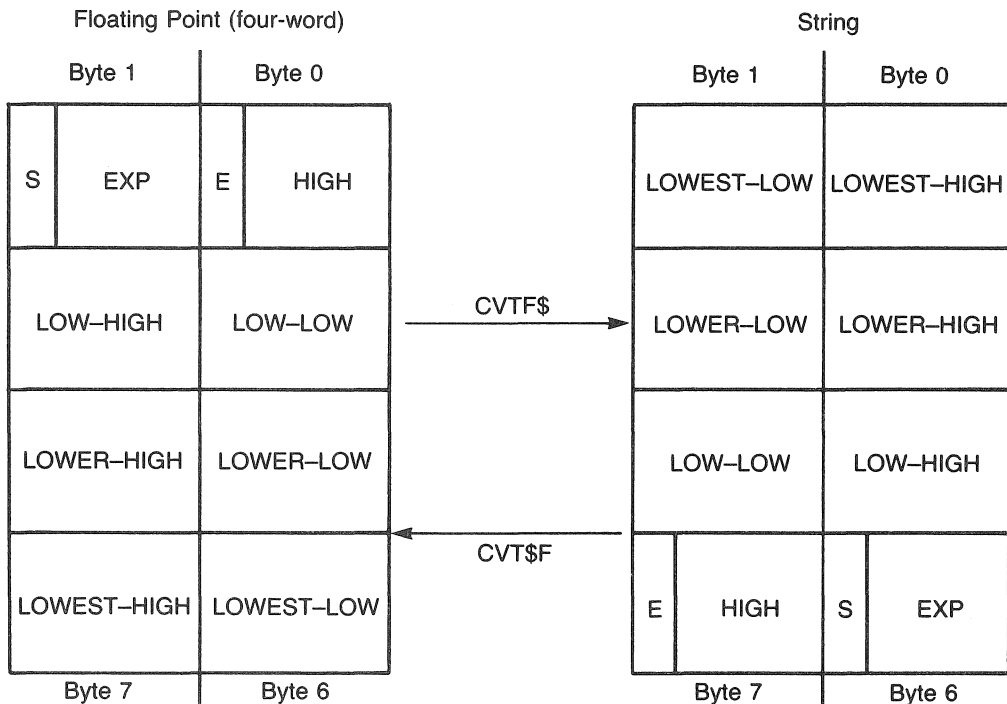 Floating Point (four-word)
String
Byte 1
Byte 0
Byte 1
Byte 0
S
EXP
E
HIGH
LOWEST–LOW
LOWEST–HIGH
LOW–HIGH
LOW–LOW
CVTF$
LOWER–LOW
LOWER–HIGH
LOWER–HIGH
LOWER–LOW
LOW–LOW
LOW–HIGH
CVT$F
LOWEST–HIGH
LOWEST–LOW
E
HIGH
S
EXP
Byte 7
Byte 6
Byte 7
Byte 6